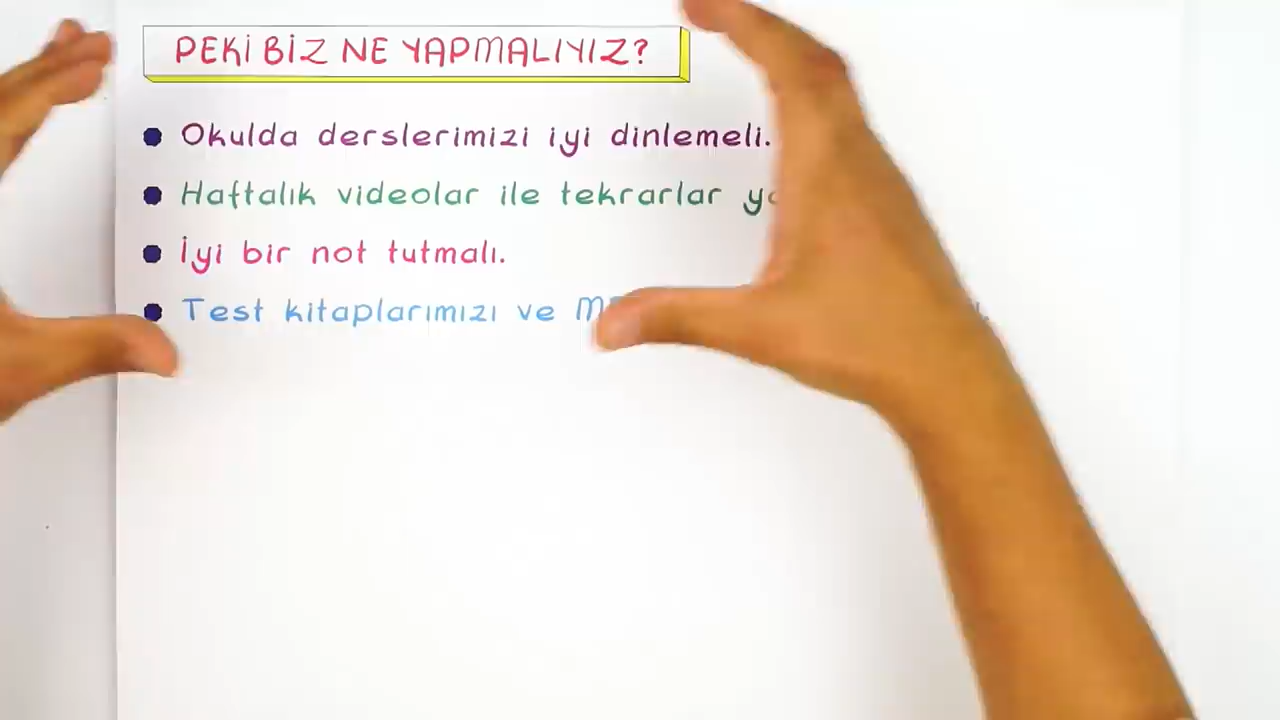 PEKİ BİZ NE YAPMALIYIZ?
Okulda derslerimizi iyi dinlemeli.
Haftalık videolar ile tekrarlar
İyi bir not tutmalı.
Test kitaplarımızı ve